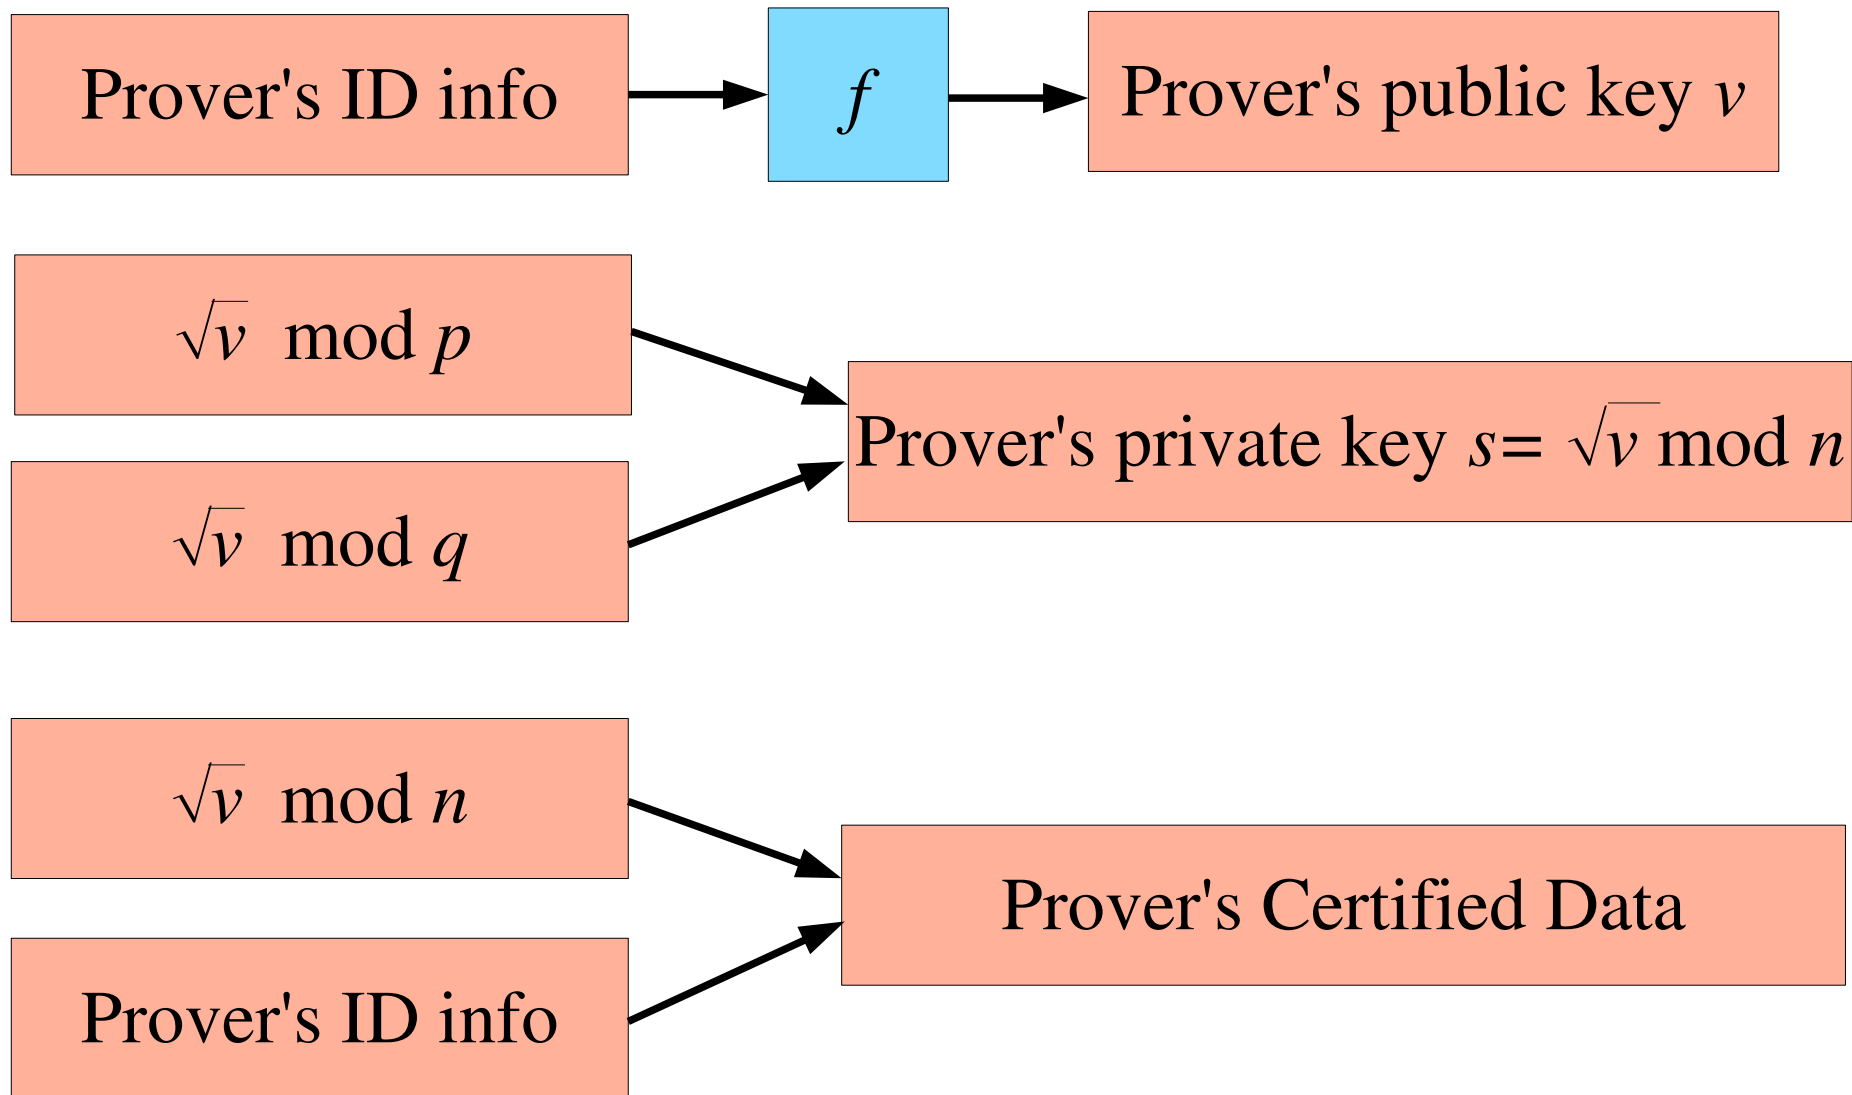 Prover's ID info
f
Prover's public key v
√v mod p
Prover's private key s= √v mod n
√v mod q
√v mod n
Prover's Certified Data
Prover's ID info